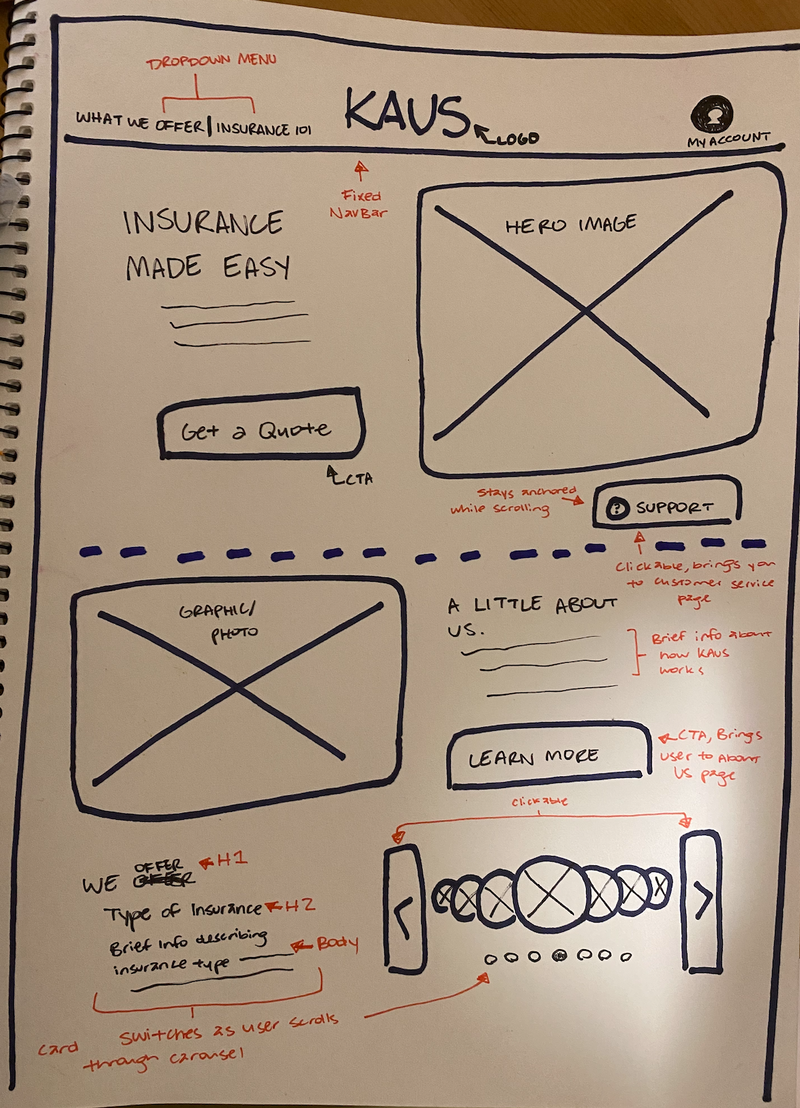 DROPDOWN MENU
WHAT WE OFFER | INSURANCE 101
KAUS
LOGO
MY ACCOUNT
Fixed
NavBar
INSURANCE
MADE EASY
HERO IMAGE
Get a Quote
CTA
Stays anchored
while scrolling
? SUPPORT
Clickable, brings you
to customer service
page
GRAPHIC/
PHOTO
A LITTLE ABOUT
US.
Brief info about
how KAUS
works
LEARN MORE
CTA, Brings
user to About
US page
clickable
WE OFFER
H1
Type of Insurance
H2
Brief Info describing
insurance type
Body
<
>
Card switches as user scrolls
through carousel